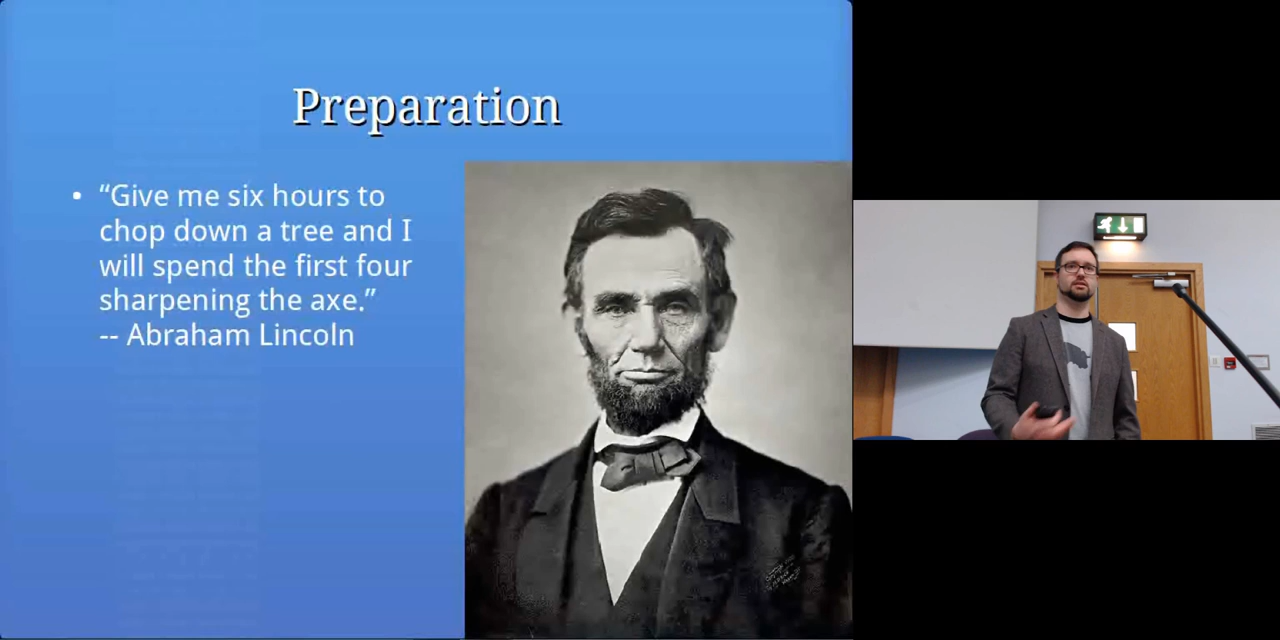 Preparation
• “Give me six hours to
chop down a tree and I
will spend the first four
sharpening the axe.”
-- Abraham Lincoln